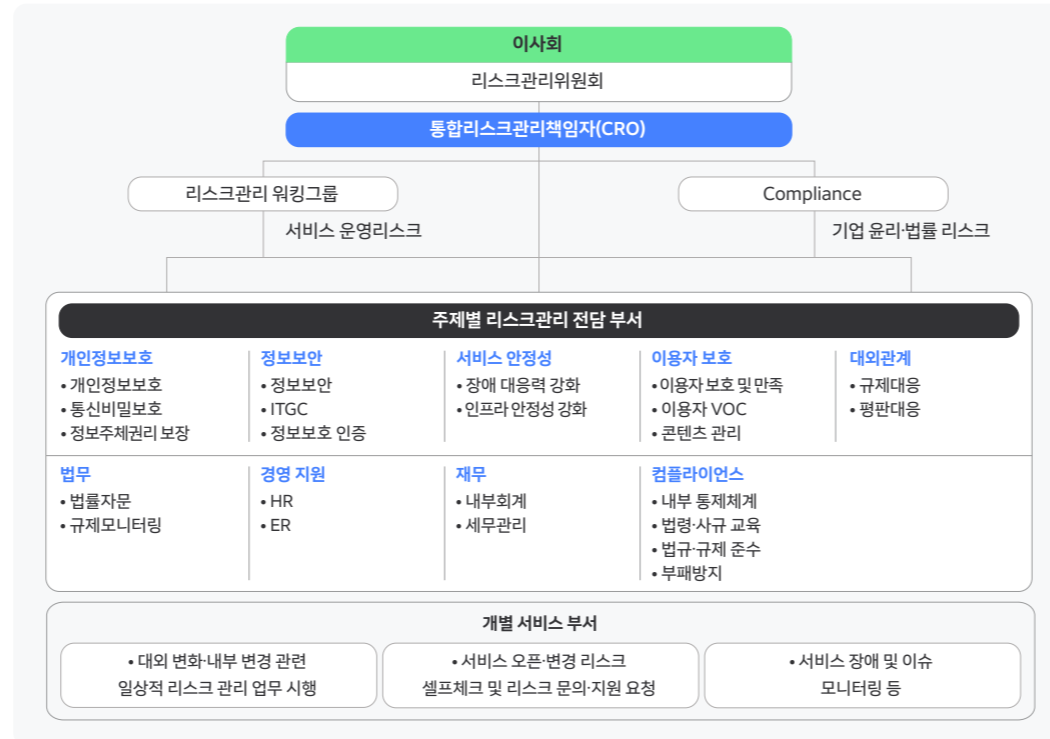 이사회
리스크관리위원회
통합리스크관리책임자(CRO)
리스크관리 워킹그룹
Compliance
서비스 운영리스크
기업 윤리·법률 리스크
주제별 리스크관리 전담 부서
개인정보보호
• 개인정보보호
• 통신비밀보호
• 정보주체권리 보장
정보보안
• 정보보안
• ITGC
• 정보보호 인증
서비스 안정성
• 장애 대응력 강화
• 인프라 안정성 강화
이용자 보호
• 이용자 보호 및 만족
• 이용자 VOC
• 콘텐츠 관리
대외관계
• 규제대응
• 평판대응
법무
• 법률자문
• 규제모니터링
경영 지원
• HR
• ER
재무
• 내부회계
• 세무관리
컴플라이언스
• 내부 통제체계
• 법령·사규 교육
• 법규·규제 준수
• 부패방지
개별 서비스 부서
• 대외 변화·내부 변경 관련
일상적 리스크 관리 업무 시행
• 서비스 오픈·변경 리스크
셀프체크 및 리스크 문의·지원 요청
• 서비스 장애 및 이슈
모니터링 등